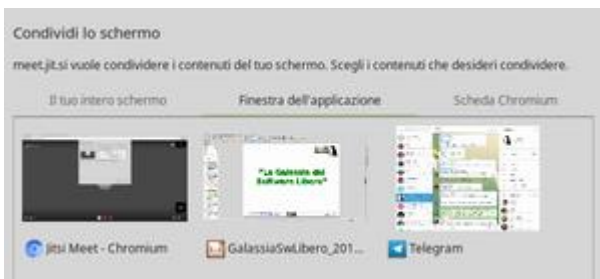 Condividi lo schermo
meet.jit.si vuole condividere i contenuti del tuo schermo. Scegli i contenuti che desideri condividere.
Il tuo intero schermo Finestra dell'applicazione Scheda Chromium
"La Galassia del
Software Libero"
Jitsi Meet - Chromium GalassiaSwLibero_201... Telegram